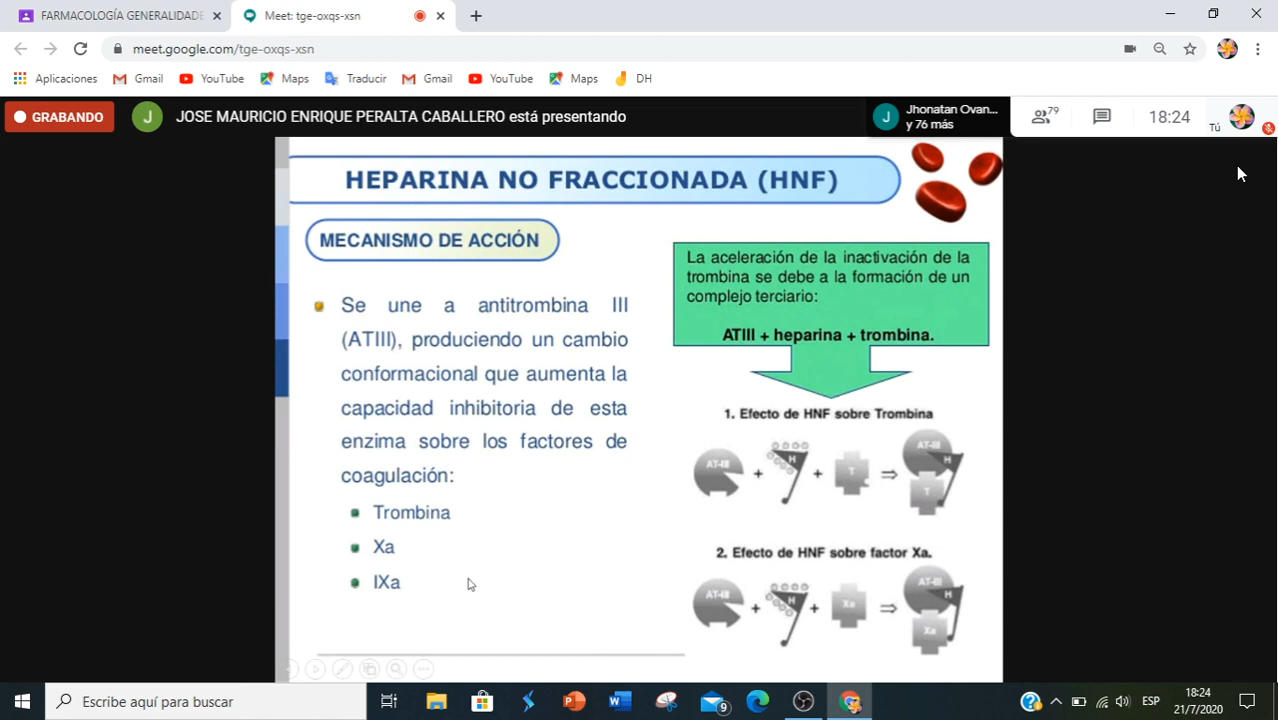 FARMACOLOGÍA GENERALIDADE
Meet: tge-oxqs-xsn
meet.google.com/tge-oxqs-xsn
Aplicaciones
Gmail
YouTube
Maps
Traducir
Gmail
YouTube
Maps
DH
GRABANDO
J
JOSE MAURICIO ENRIQUE PERALTA CABALLERO está presentando
J
Jhonatan Ovan...
y 76 más
79
18:24
Tú
HEPARINA NO FRACCIONADA (HNF)
MECANISMO DE ACCIÓN
Se une a antitrombina III
(ATIII), produciendo un cambio
conformacional que aumenta la
capacidad inhibitoria de esta
enzima sobre los factores de
coagulación:
Trombina
Xa
IXa
La aceleración de la inactivación de la
trombina se debe a la formación de un
complejo terciario:
ATIII + heparina + trombina.
1. Efecto de HNF sobre Trombina
AT-III + H + T ⇒ AT-III H
T
2. Efecto de HNF sobre factor Xa.
AT-III + H + Xa ⇒ AT-III H
Xa
Escribe aquí para buscar
9
ESP
18:24
21/7/2020